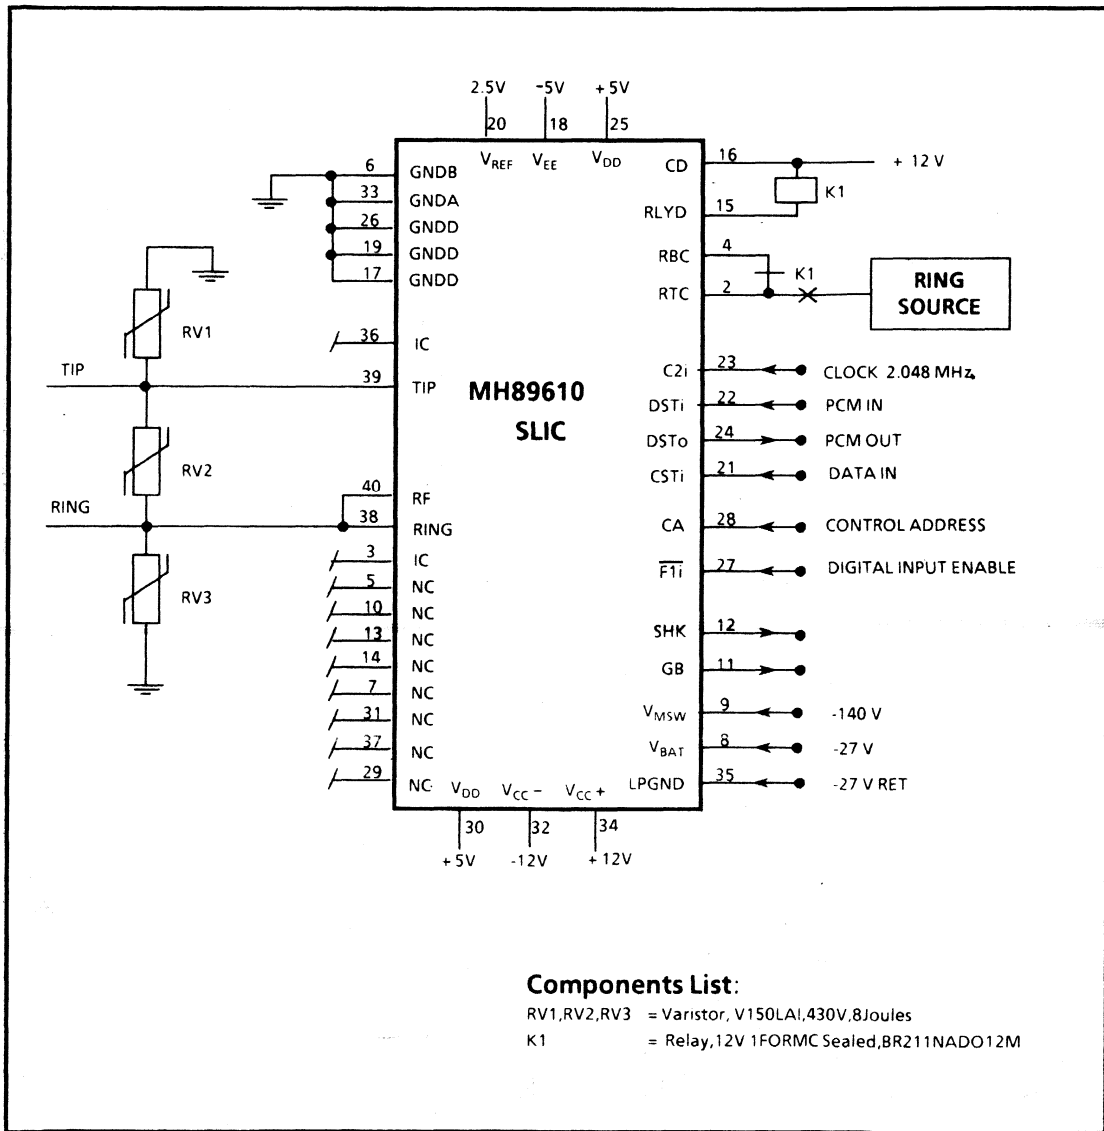 2.5V -5V +5V
20 18 25
VREF VEE VDD
6 GNDB
33 GNDA
26 GNDD
19 GNDD
17 GNDD
36 IC
TIP 39 TIP
40 RF
RING 38 RING
3 IC
5 NC
10 NC
13 NC
14 NC
7 NC
31 NC
37 NC
29 NC
RV1
RV2
RV3
MH89610
SLIC
CD 16 + 12 V
K1
RLYD 15
RBC 4
K1
RTC 2
RING
SOURCE
C2i 23 CLOCK 2.048 MHz
DSTi 22 PCM IN
DSTo 24 PCM OUT
CSTi 21 DATA IN
CA 28 CONTROL ADDRESS
F1i 27 DIGITAL INPUT ENABLE
SHK 12
GB 11
VMSW 9 -140 V
VBAT 8 -27 V
LPGND 35 -27 V RET
VDD VCC - VCC +
30 32 34
+5V -12V +12V
Components List:
RV1,RV2,RV3 = Varistor, V150LAI,430V,8Joules
K1 = Relay,12V 1FORMC Sealed,BR211NADO12M